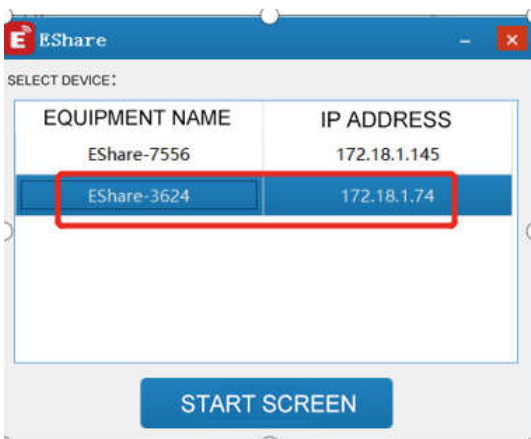 E EShare
SELECT DEVICE:
EQUIPMENT NAME IP ADDRESS
EShare-7556 172.18.1.145
EShare-3624 172.18.1.74
START SCREEN